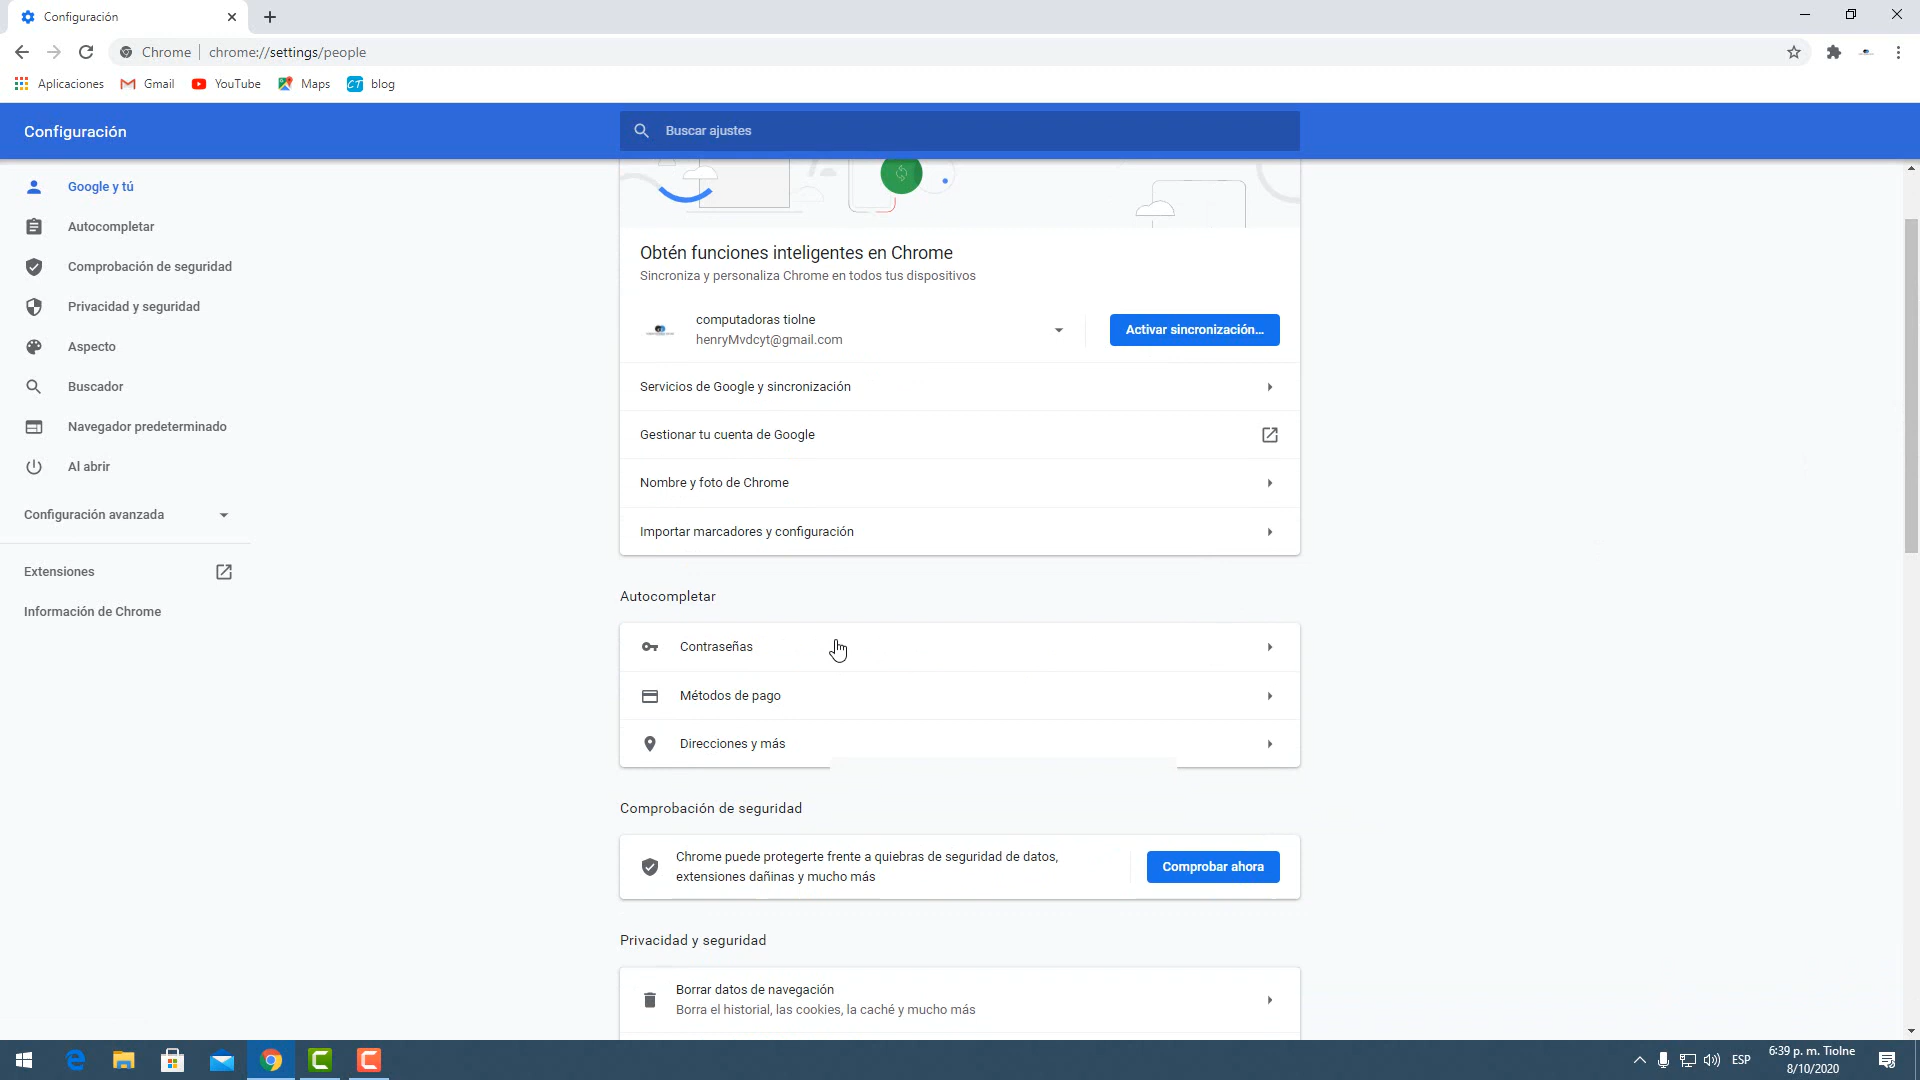 Configuración
Chrome | chrome://settings/people
Aplicaciones
Gmail
YouTube
Maps
CT blog
Configuración
Buscar ajustes
Google y tú
Autocompletar
Comprobación de seguridad
Privacidad y seguridad
Aspecto
Buscador
Navegador predeterminado
Al abrir
Configuración avanzada
Extensiones
Información de Chrome
Obtén funciones inteligentes en Chrome
Sincroniza y personaliza Chrome en todos tus dispositivos
computadoras tiolne
henryMvdcyt@gmail.com
Activar sincronización...
Servicios de Google y sincronización
Gestionar tu cuenta de Google
Nombre y foto de Chrome
Importar marcadores y configuración
Autocompletar
Contraseñas
Métodos de pago
Direcciones y más
Comprobación de seguridad
Chrome puede protegerte frente a quiebras de seguridad de datos,
extensiones dañinas y mucho más
Comprobar ahora
Privacidad y seguridad
Borrar datos de navegación
Borra el historial, las cookies, la caché y mucho más
ESP
6:39 p. m. Tiolne
8/10/2020